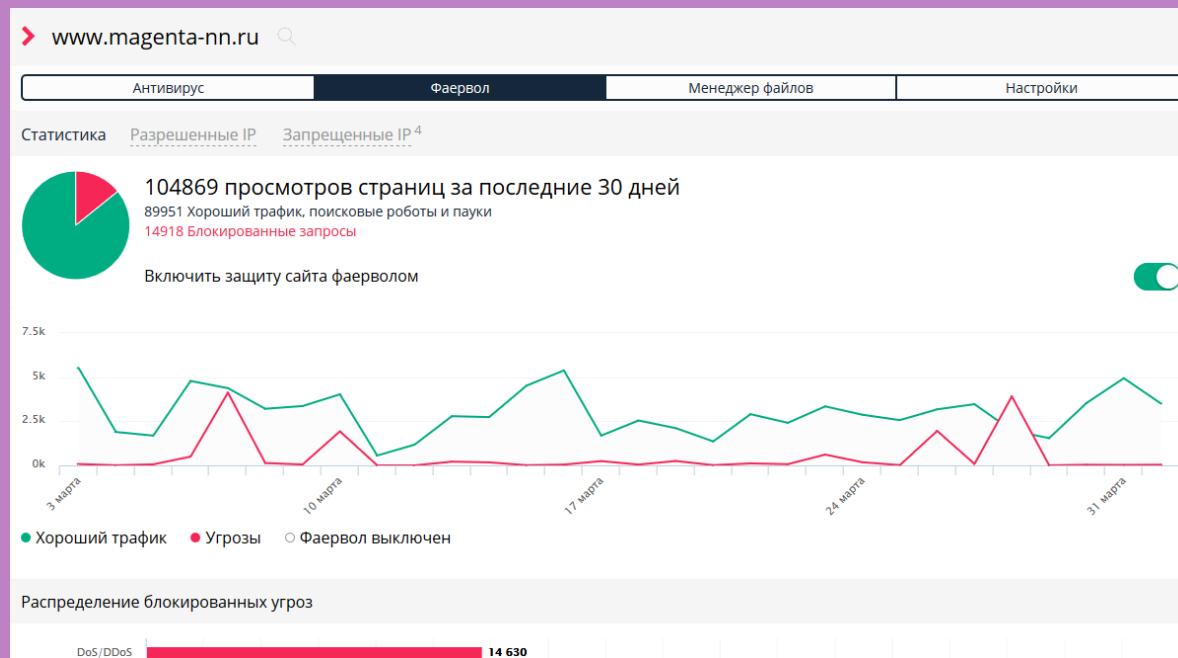 www.magenta-nn.ru
Антивирус Фаервол Менеджер файлов Настройки
Статистика Разрешенные IP Запрещенные IP 4
104869 просмотров страниц за последние 30 дней
89951 Хороший трафик, поисковые роботы и пауки
14918 Блокированные запросы
Включить защиту сайта фаерволом
7.5k
5k
2.5k
0k
3 марта 10 марта 17 марта 24 марта 31 марта
Хороший трафик Угрозы Фаервол выключен
Распределение блокированных угроз
DoS/DDoS 14 630